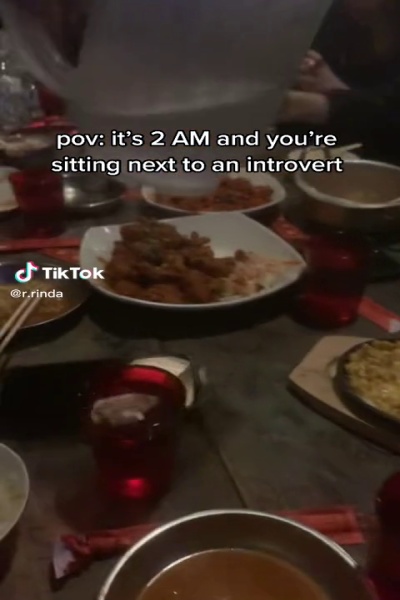 pov: it's 2 AM and you're
sitting next to an introvert
TikTok
@r.rinda